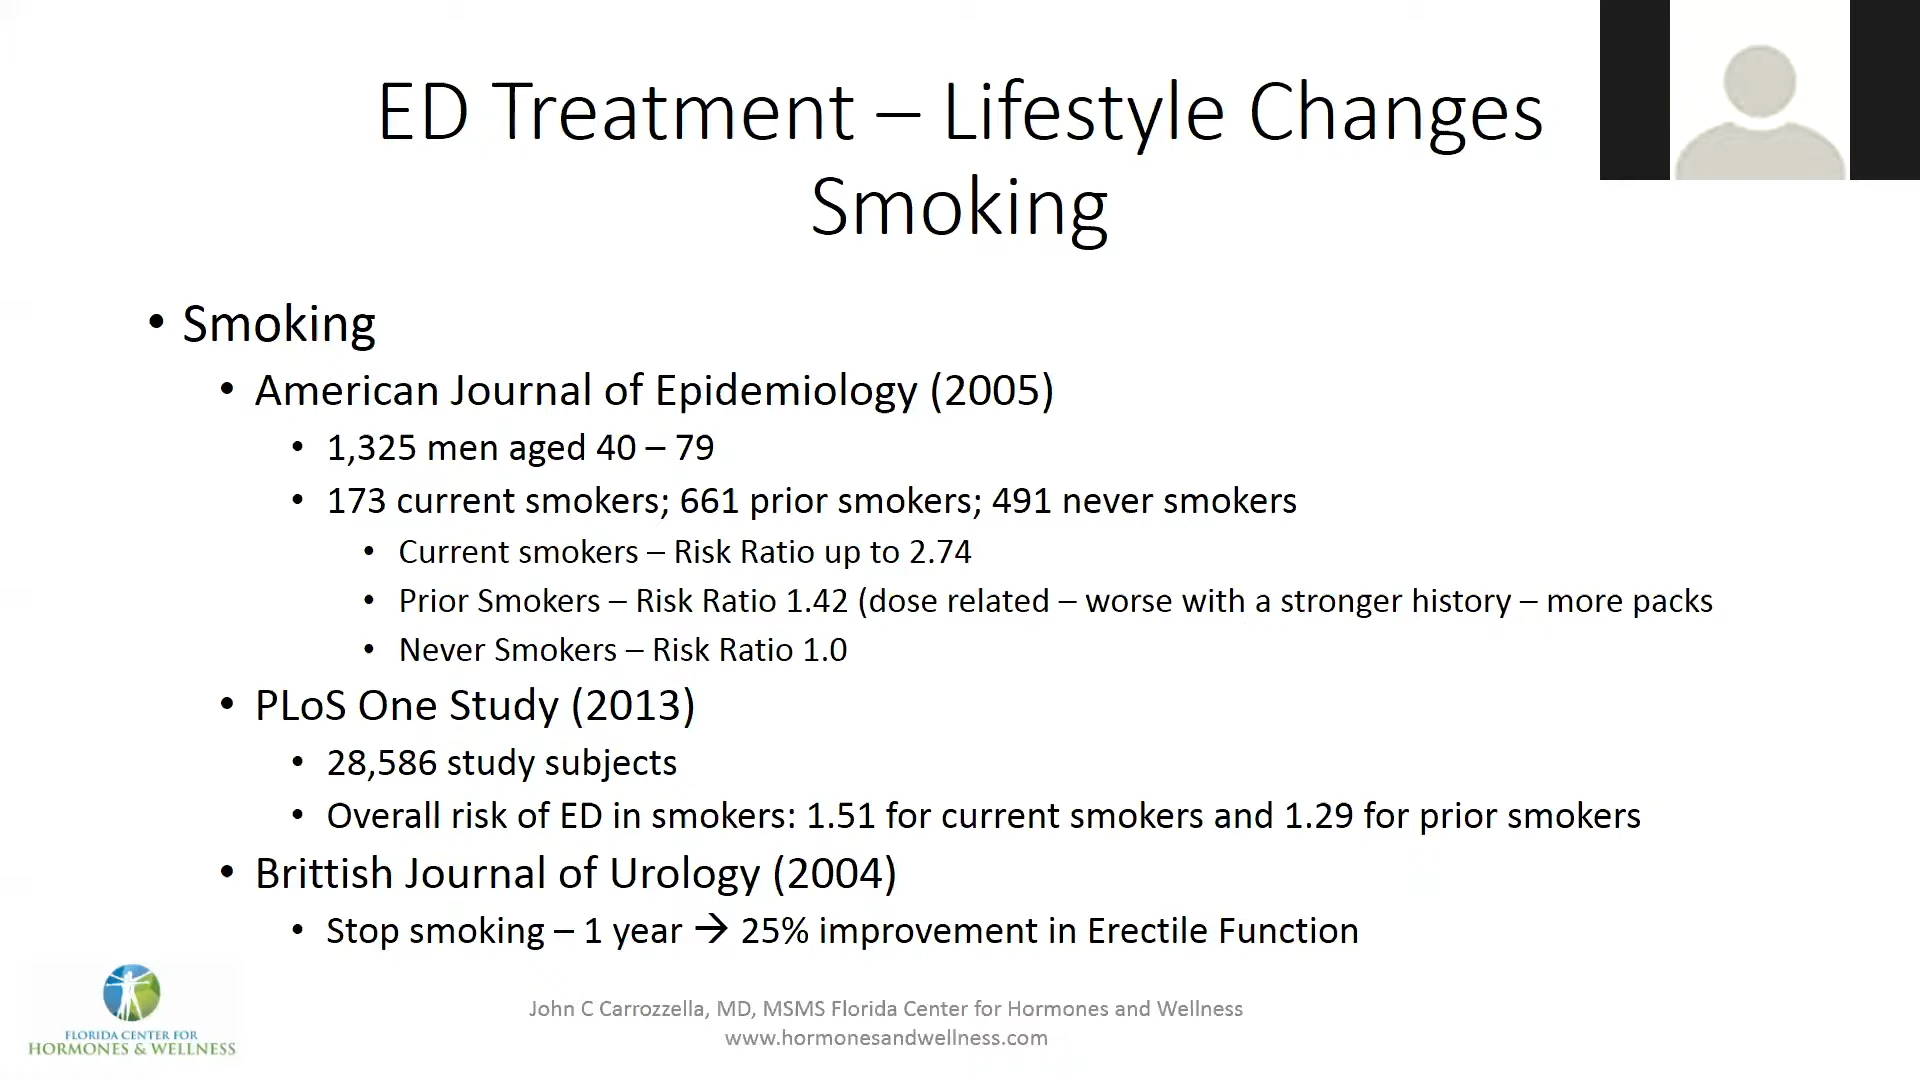 ED Treatment – Lifestyle Changes
Smoking
• Smoking
• American Journal of Epidemiology (2005)
• 1,325 men aged 40 – 79
• 173 current smokers; 661 prior smokers; 491 never smokers
• Current smokers – Risk Ratio up to 2.74
• Prior Smokers – Risk Ratio 1.42 (dose related – worse with a stronger history – more packs
• Never Smokers – Risk Ratio 1.0
• PLoS One Study (2013)
• 28,586 study subjects
• Overall risk of ED in smokers: 1.51 for current smokers and 1.29 for prior smokers
• Brittish Journal of Urology (2004)
• Stop smoking – 1 year → 25% improvement in Erectile Function
FLORIDA CENTER FOR
HORMONES & WELLNESS
John C Carrozzella, MD, MSMS Florida Center for Hormones and Wellness
www.hormonesandwellness.com